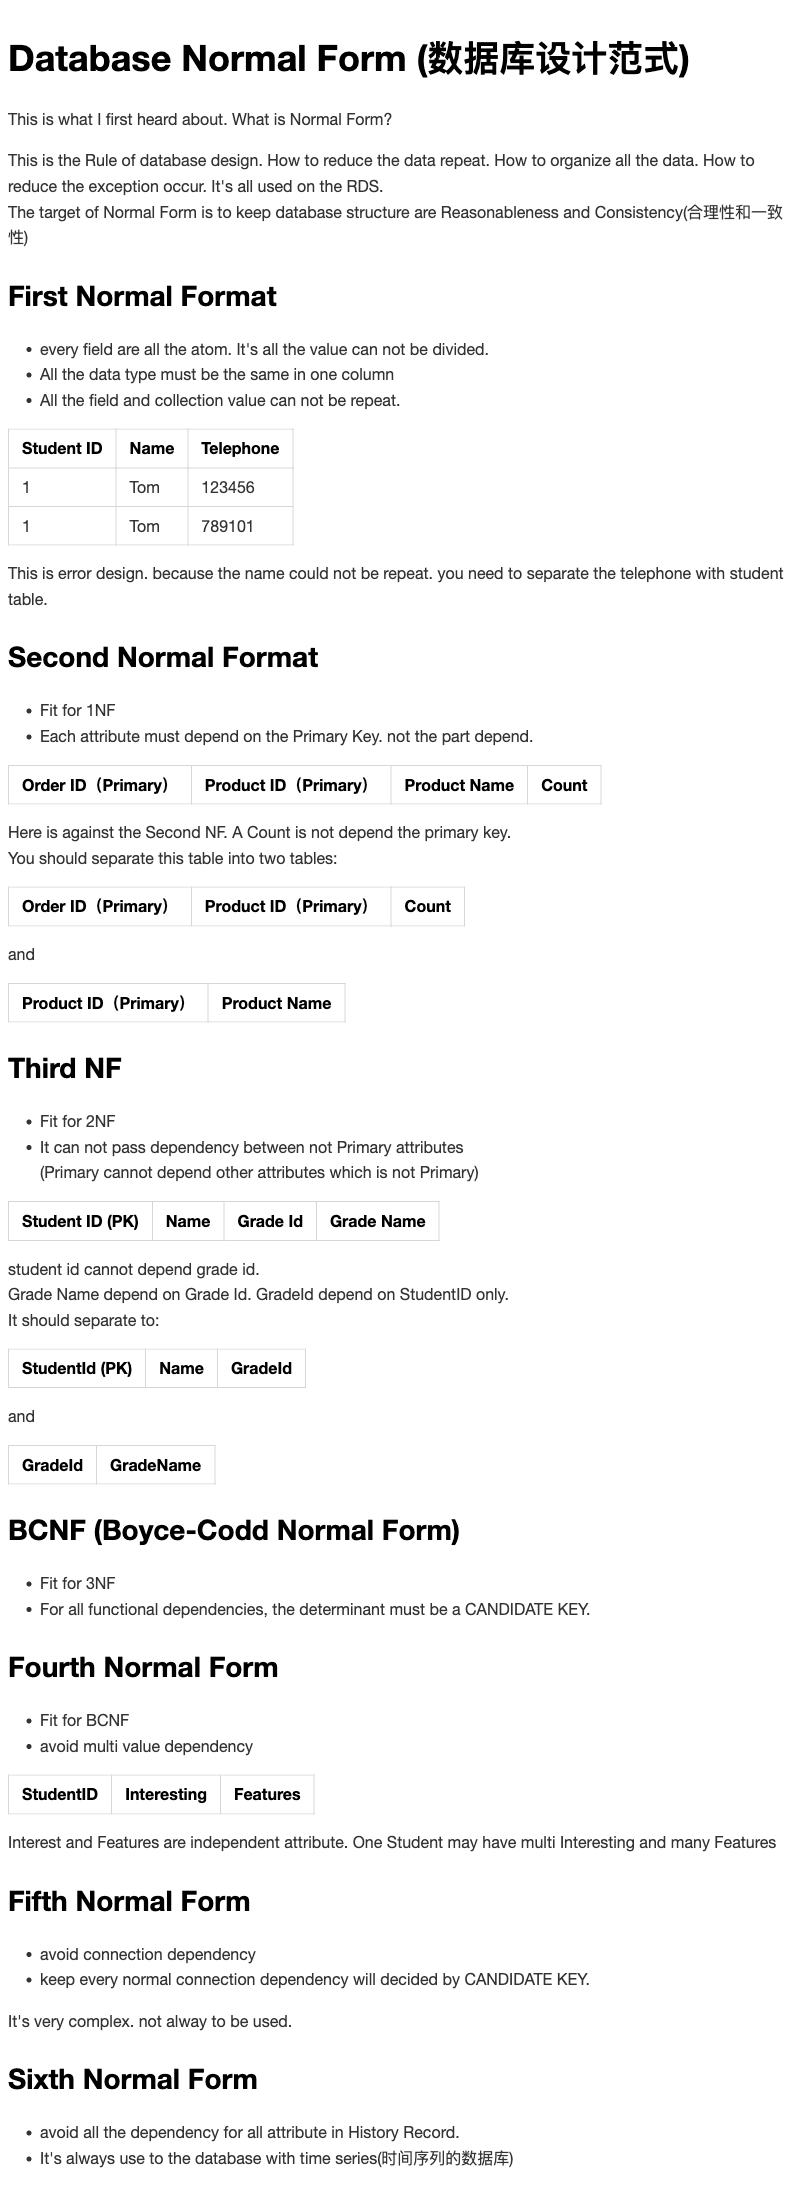 Database Normal Form (数据库设计范式)
This is what I first heard about. What is Normal Form?
This is the Rule of database design. How to reduce the data repeat. How to organize all the data. How to
reduce the exception occur. It's all used on the RDS.
The target of Normal Form is to keep database structure are Reasonableness and Consistency(合理性和一致
性)
First Normal Format
• every field are all the atom. It's all the value can not be divided.
• All the data type must be the same in one column
• All the field and collection value can not be repeat.
Student ID Name Telephone
1 Tom 123456
1 Tom 789101
This is error design. because the name could not be repeat. you need to separate the telephone with student
table.
Second Normal Format
• Fit for 1NF
• Each attribute must depend on the Primary Key. not the part depend.
Order ID（Primary） Product ID（Primary） Product Name Count
Here is against the Second NF. A Count is not depend the primary key.
You should separate this table into two tables:
Order ID（Primary） Product ID（Primary） Count
and
Product ID（Primary） Product Name
Third NF
• Fit for 2NF
• It can not pass dependency between not Primary attributes
(Primary cannot depend other attributes which is not Primary)
Student ID (PK) Name Grade Id Grade Name
student id cannot depend grade id.
Grade Name depend on Grade Id. GradeId depend on StudentID only.
It should separate to:
StudentId (PK) Name GradeId
and
GradeId GradeName
BCNF (Boyce-Codd Normal Form)
• Fit for 3NF
• For all functional dependencies, the determinant must be a CANDIDATE KEY.
Fourth Normal Form
• Fit for BCNF
• avoid multi value dependency
StudentID Interesting Features
Interest and Features are independent attribute. One Student may have multi Interesting and many Features
Fifth Normal Form
• avoid connection dependency
• keep every normal connection dependency will decided by CANDIDATE KEY.
It's very complex. not alway to be used.
Sixth Normal Form
• avoid all the dependency for all attribute in History Record.
• It's always use to the database with time series(时间序列的数据库)